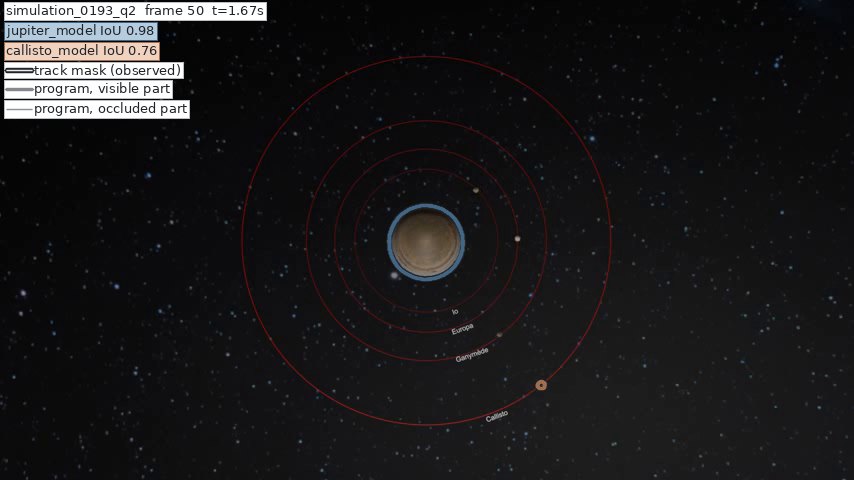 simulation_0193_q2 frame 50 t=1.67s
jupiter_model IoU 0.98
callisto_model IoU 0.76
track mask (observed)
program, visible part
program, occluded part
Io
Europa
Ganymède
Callisto